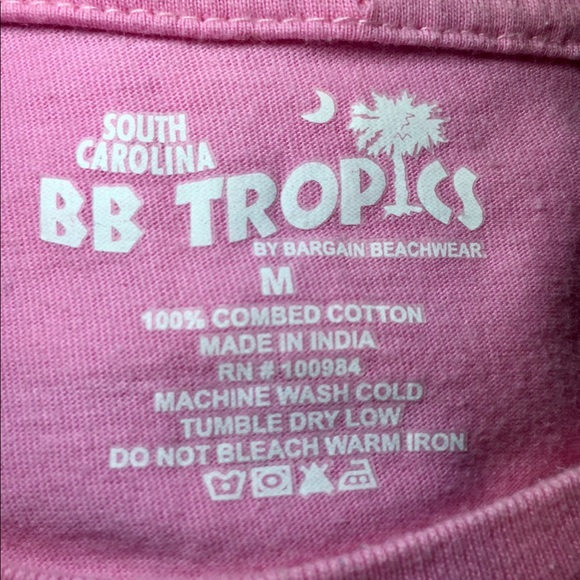 SOUTH
CAROLINA
BB TROPICS
BY BARGAIN BEACHWEAR.
M
100% COMBED COTTON
MADE IN INDIA
RN # 100984
MACHINE WASH COLD
TUMBLE DRY LOW
DO NOT BLEACH WARM IRON